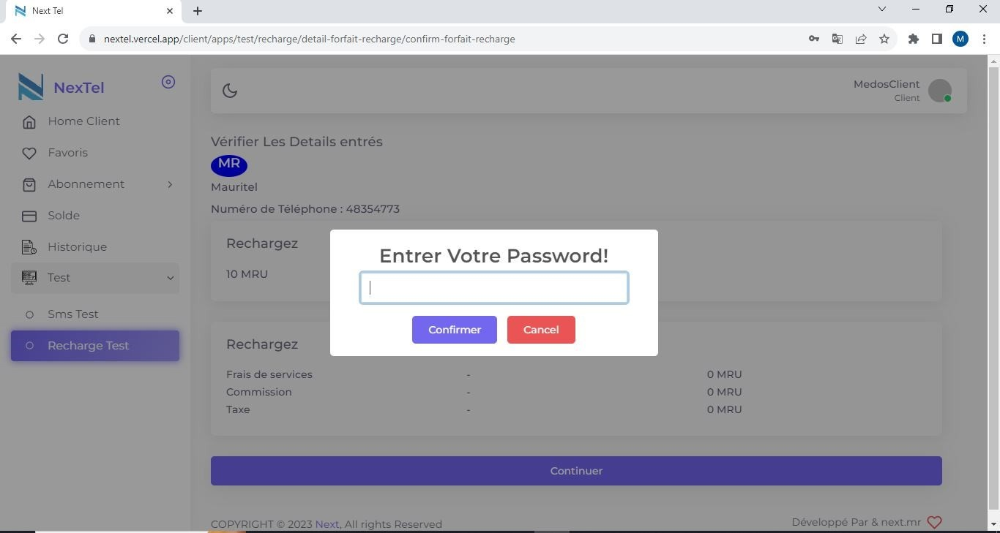 Next Tel
nextel.vercel.app/client/apps/test/recharge/detail-forfait-recharge/confirm-forfait-recharge
M
NexTel
Home Client
Favoris
Abonnement
Solde
Historique
Test
Sms Test
Recharge Test
MedosClient
Client
Vérifier Les Details entrés
MR
Mauritel
Numéro de Téléphone : 48354773
Rechargez
10 MRU
Entrer Votre Password!
Confirmer Cancel
Rechargez
Frais de services - 0 MRU
Commission - 0 MRU
Taxe - 0 MRU
Continuer
COPYRIGHT © 2023 Next, All rights Reserved
Développé Par & next.mr